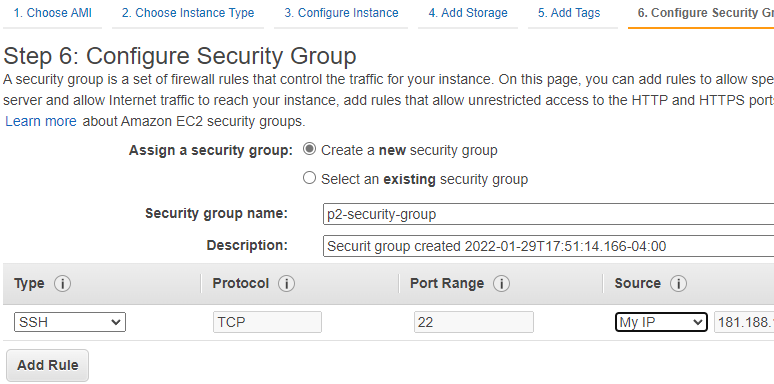 1. Choose AMI 2. Choose Instance Type 3. Configure Instance 4. Add Storage 5. Add Tags 6. Configure Security
Step 6: Configure Security Group
A security group is a set of firewall rules that control the traffic for your instance. On this page, you can add rules to allow
server and allow Internet traffic to reach your instance, add rules that allow unrestricted access to the HTTP and HTTPS
Learn more about Amazon EC2 security groups.
Assign a security group: Create a new security group
Select an existing security group
Security group name: p2-security-group
Description: Securit group created 2022-01-29T17:51:14.166-04:00
Type i Protocol i Port Range i Source i
SSH TCP 22 My IP 181.188.
Add Rule